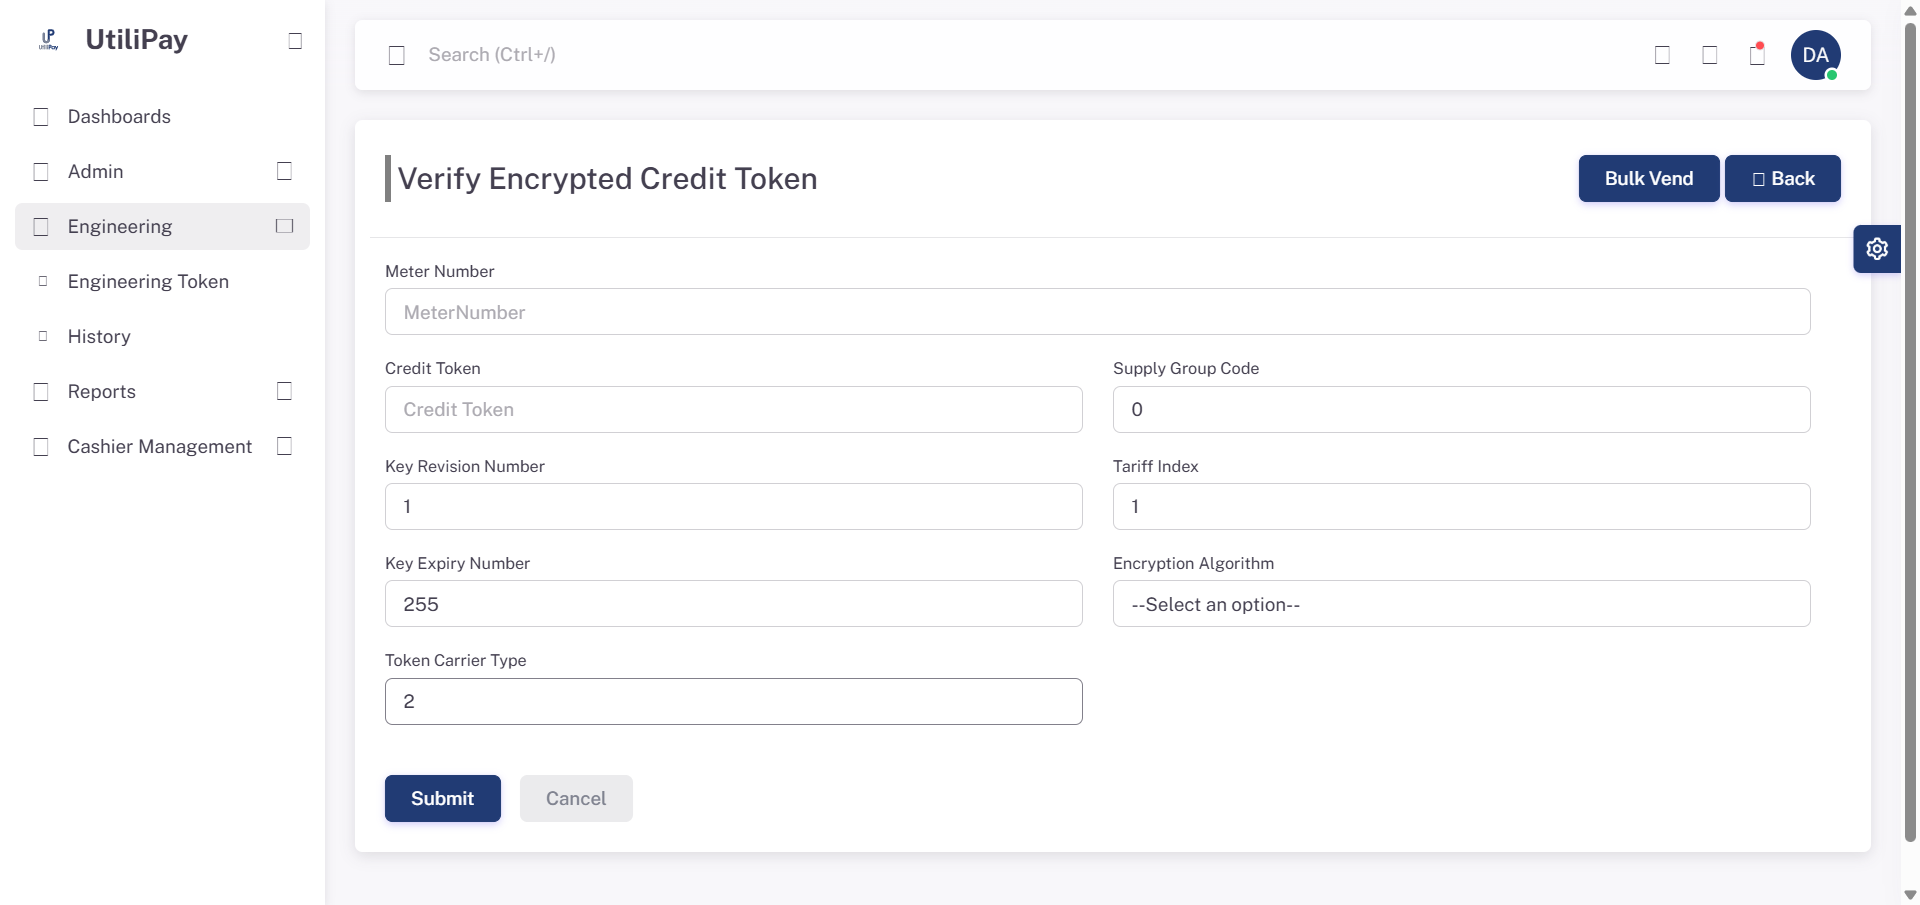 UP
UtiliPay
UtiliPay
Dashboards
Admin
Engineering
Engineering Token
History
Reports
Cashier Management
Search (Ctrl+/)
DA
Verify Encrypted Credit Token
Bulk Vend
Back
Meter Number
MeterNumber
Credit Token
Credit Token
Supply Group Code
0
Key Revision Number
1
Tariff Index
1
Key Expiry Number
255
Encryption Algorithm
--Select an option--
Token Carrier Type
2
Submit
Cancel